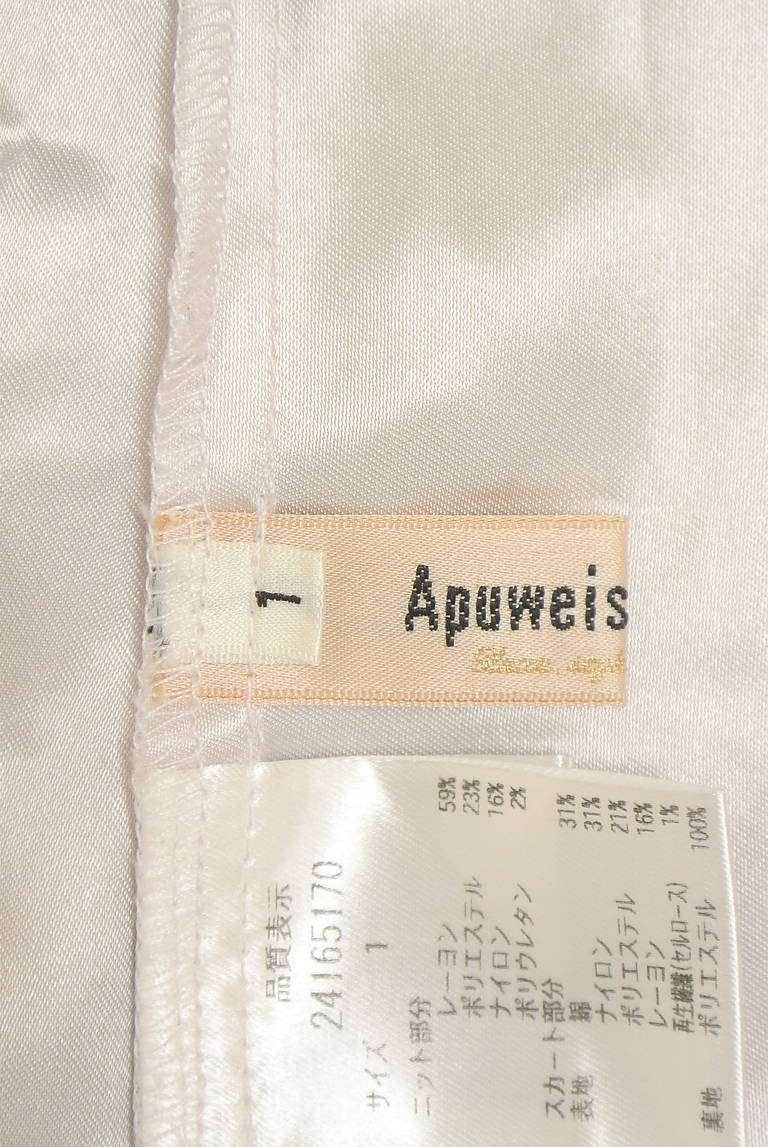 1
Apuweis
品質表示
24165170
サイズ 1
ニット部分
レーヨン 59%
ポリエステル 23%
ナイロン 16%
ポリウレタン 2%
スカート部分
表地 綿 31%
ナイロン 31%
ポリエステル 21%
レーヨン 16%
再生繊維(セルロース) 1%
裏地 ポリエステル 100%